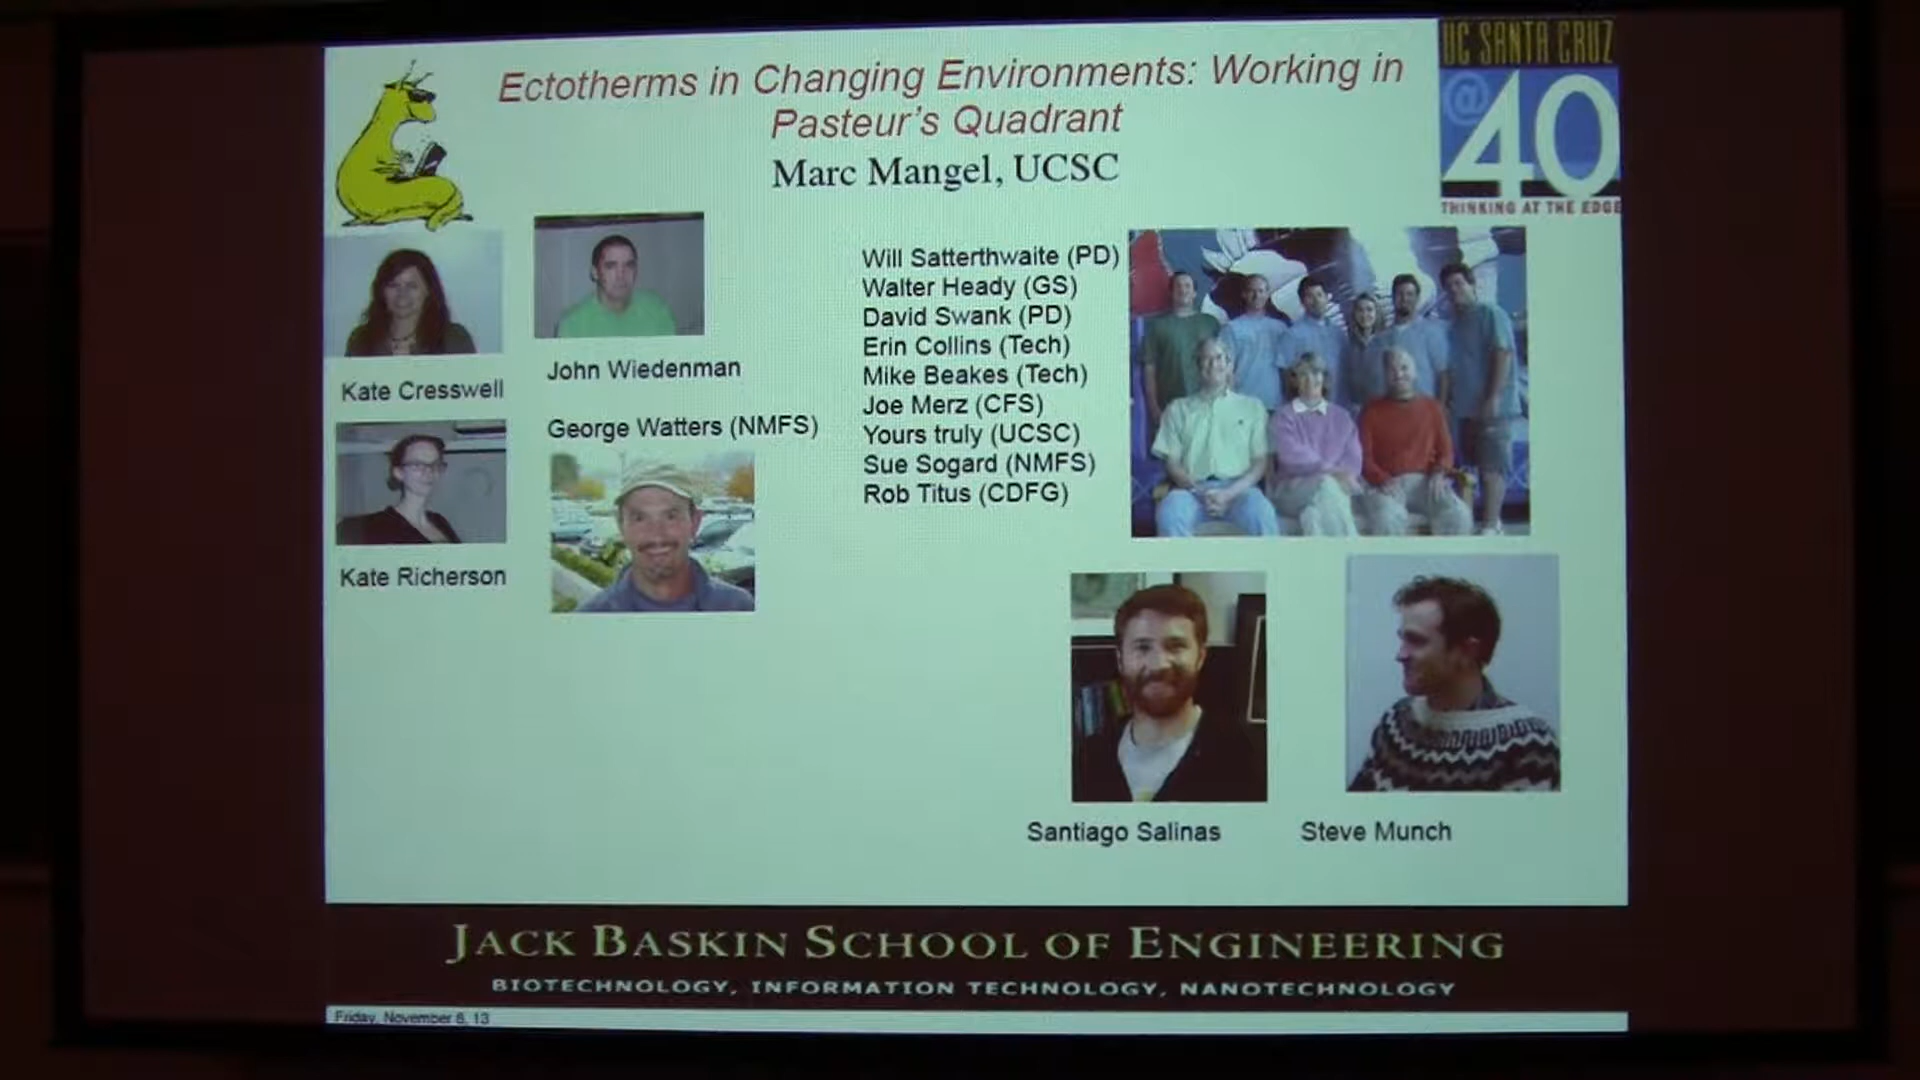 UC SANTA CRUZ
@40
THINKING AT THE EDGE
Ectotherms in Changing Environments: Working in
Pasteur's Quadrant
Marc Mangel, UCSC
Kate Cresswell
John Wiedenman
Kate Richerson
George Watters (NMFS)
Will Satterthwaite (PD)
Walter Heady (GS)
David Swank (PD)
Erin Collins (Tech)
Mike Beakes (Tech)
Joe Merz (CFS)
Yours truly (UCSC)
Sue Sogard (NMFS)
Rob Titus (CDFG)
Santiago Salinas
Steve Munch
JACK BASKIN SCHOOL OF ENGINEERING
BIOTECHNOLOGY, INFORMATION TECHNOLOGY, NANOTECHNOLOGY
Friday, November 8, 13